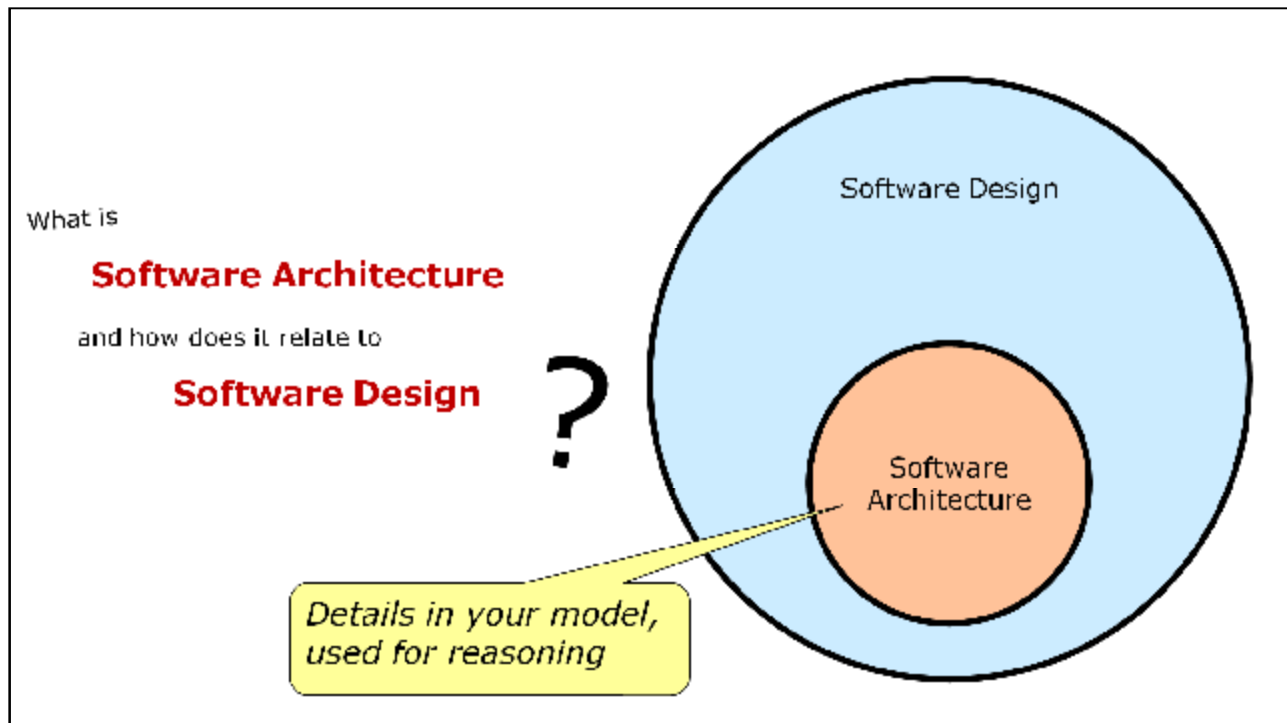 What is
Software Architecture
and how does it relate to
Software Design
?
Software Design
Software
Architecture
Details in your model,
used for reasoning